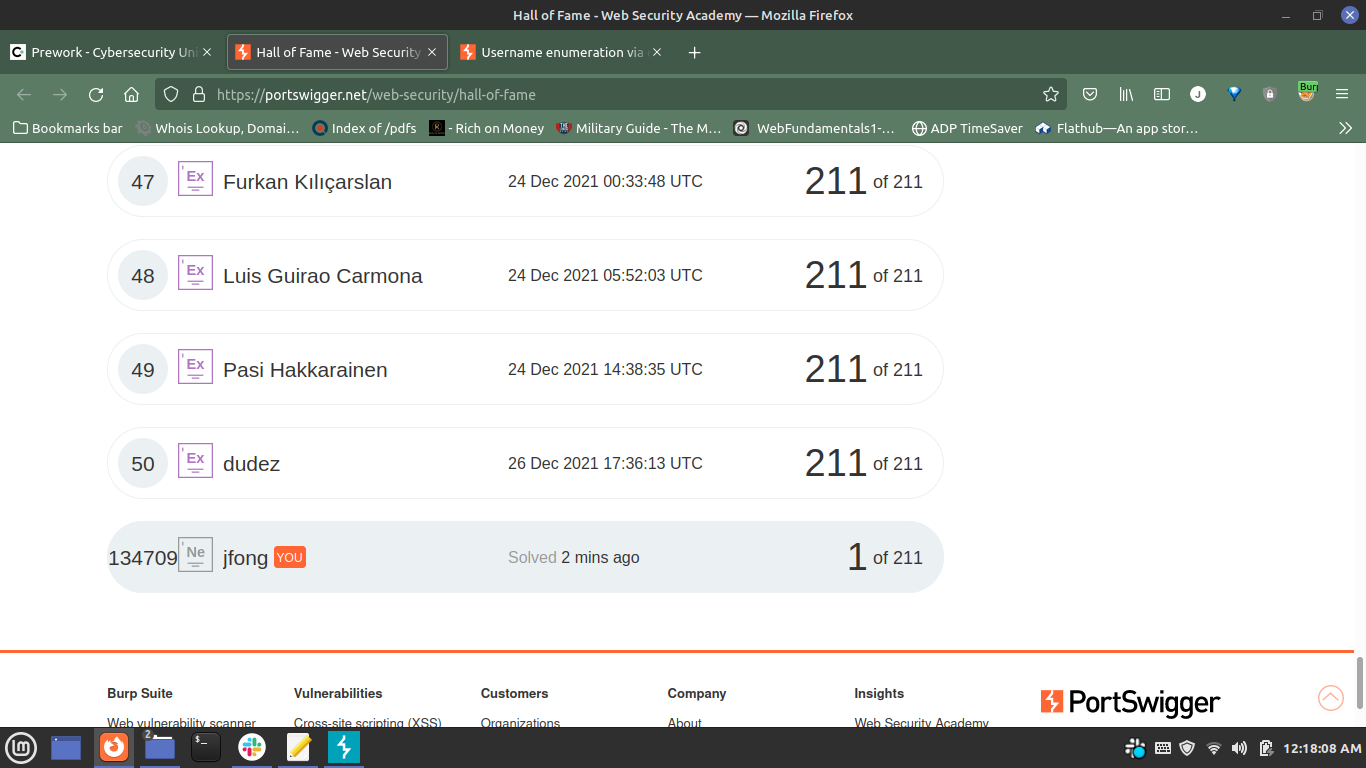 Hall of Fame - Web Security Academy — Mozilla Firefox
Prework - Cybersecurity Uni
Hall of Fame - Web Security
Username enumeration via
https://portswigger.net/web-security/hall-of-fame
J
Burp
Bookmarks bar
Whois Lookup, Domai…
Index of /pdfs
- Rich on Money
Military Guide - The M…
WebFundamentals1-…
ADP TimeSaver
Flathub—An app stor…
47 Ex Furkan Kılıçarslan 24 Dec 2021 00:33:48 UTC 211 of 211
48 Ex Luis Guirao Carmona 24 Dec 2021 05:52:03 UTC 211 of 211
49 Ex Pasi Hakkarainen 24 Dec 2021 14:38:35 UTC 211 of 211
50 Ex dudez 26 Dec 2021 17:36:13 UTC 211 of 211
134709 Ne jfong YOU Solved 2 mins ago 1 of 211
Burp Suite Vulnerabilities Customers Company Insights
PortSwigger
Web vulnerability scanner Cross-site scripting (XSS) Organizations About Web Security Academy
2
12:18:08 AM